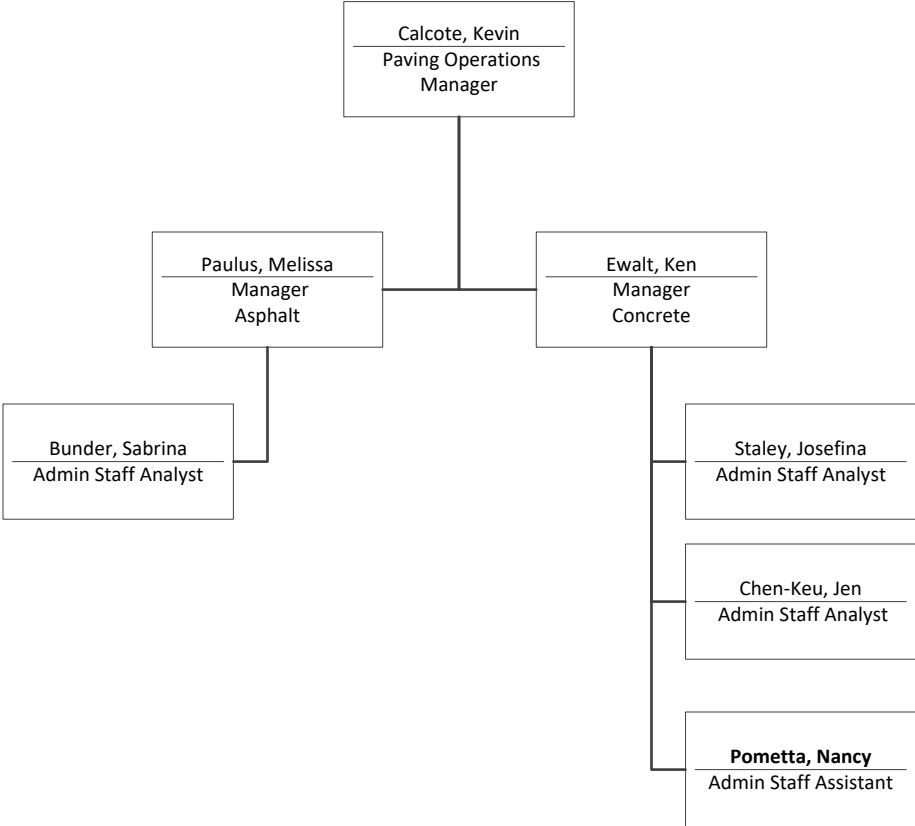 Calcote, Kevin
Paving Operations
Manager
Paulus, Melissa
Manager
Asphalt
Ewalt, Ken
Manager
Concrete
Bunder, Sabrina
Admin Staff Analyst
Staley, Josefina
Admin Staff Analyst
Chen-Keu, Jen
Admin Staff Analyst
Pometta, Nancy
Admin Staff Assistant